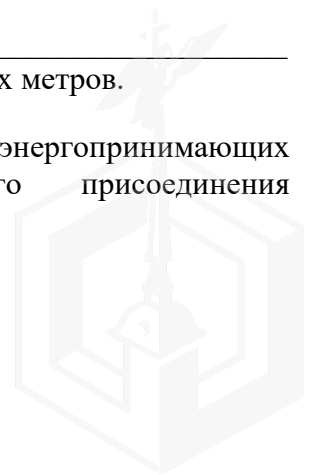 х метров.
энергопринимающих
го присоединения